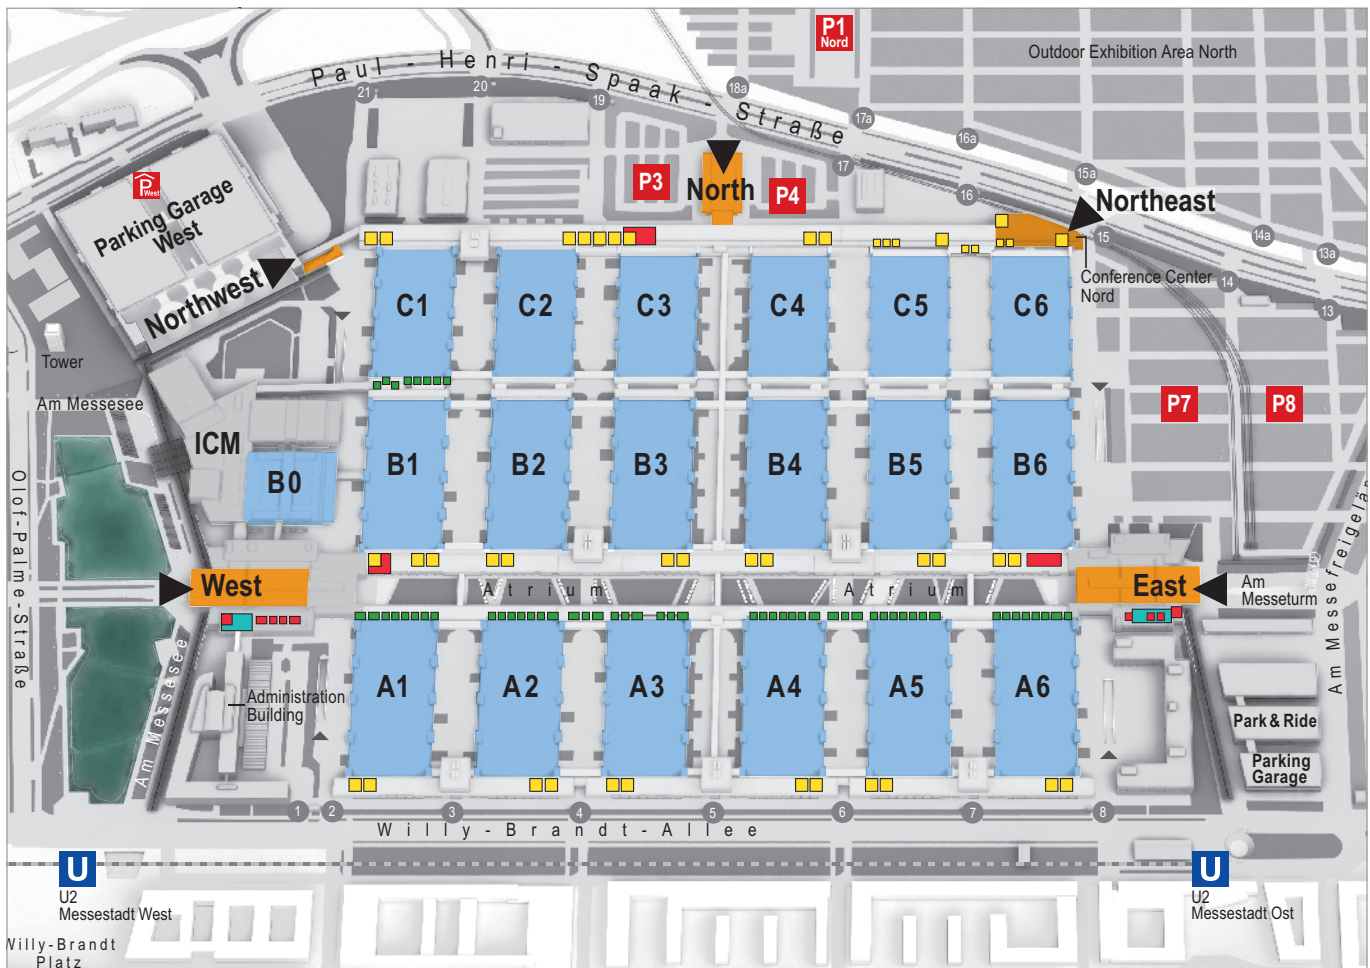 P1
Nord
Outdoor Exhibition Area North
Paul - Henri - Spaak - Straße
21
20
19
18a
17a
16a
15a
14a
13a
17
16
15
14
13
P
West
Parking Garage
West
P3
North
P4
Northeast
Conference Center
Nord
Northwest
C1
C2
C3
C4
C5
C6
Tower
Am Messesee
ICM
B0
B1
B2
B3
B4
B5
B6
P7
P8
Olof-Palme-Straße
West
Atrium
Atrium
East
Am
Messeturm
Am Messefreigelän
Am Messesee
Administration
Building
A1
A2
A3
A4
A5
A6
Park & Ride
Parking
Garage
1
2
3
4
5
6
7
8
Willy-Brandt-Allee
U
U2
Messestadt West
U
U2
Messestadt Ost
Willy-Brandt
Platz